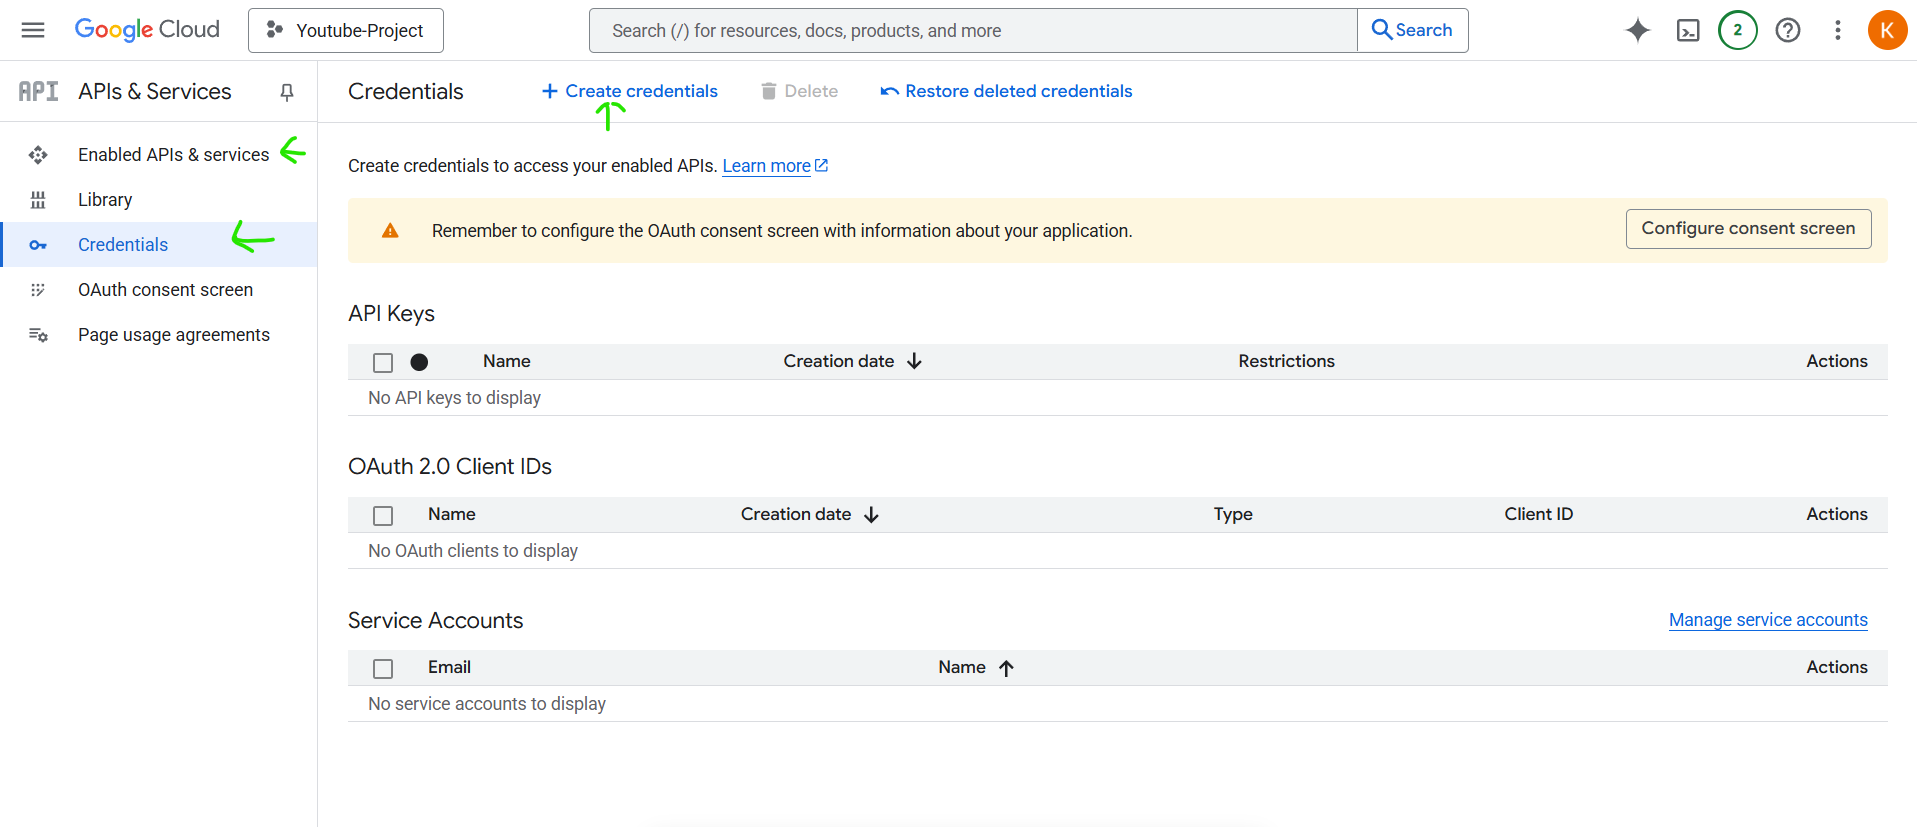 Google Cloud
Youtube-Project
Search (/) for resources, docs, products, and more
Search
2
K
API
APIs & Services
Credentials
Create credentials
Delete
Restore deleted credentials
Enabled APIs & services
Library
Credentials
OAuth consent screen
Page usage agreements
Create credentials to access your enabled APIs. Learn more
Remember to configure the OAuth consent screen with information about your application.
Configure consent screen
API Keys
Name
Creation date
Restrictions
Actions
No API keys to display
OAuth 2.0 Client IDs
Name
Creation date
Type
Client ID
Actions
No OAuth clients to display
Service Accounts
Manage service accounts
Email
Name
Actions
No service accounts to display